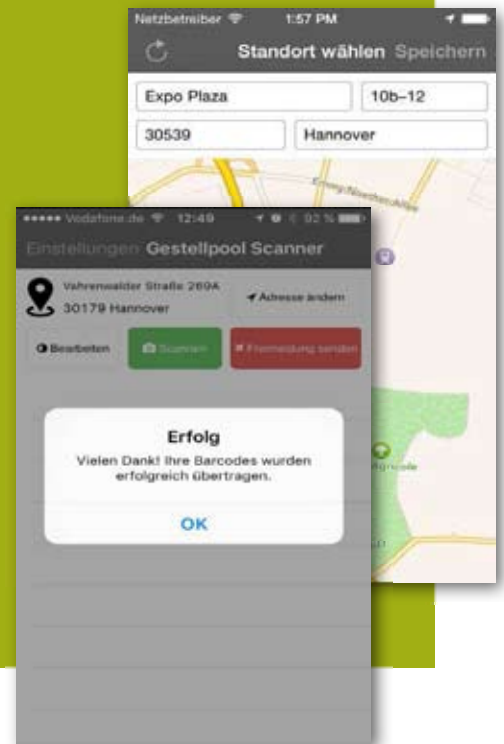 Netzbetreiber 1:57 PM
Standort wählen Speichern
Expo Plaza 10b–12
30539 Hannover
Vodafone.de 12:49 92 %
Einstellungen Gestellpool Scanner
Vahrenwalder Straße 269A
30179 Hannover
Adresse ändern
Bearbeiten Scannen Freimeldung senden
Erfolg
Vielen Dank! Ihre Barcodes wurden
erfolgreich übertragen.
OK